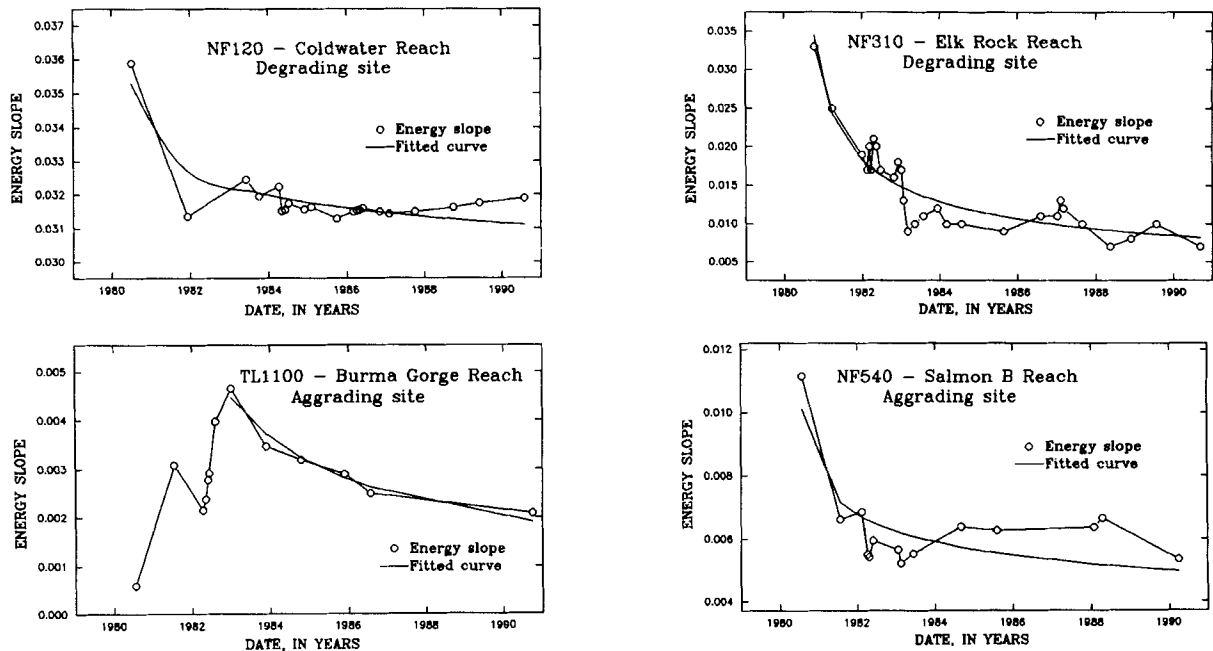 NF120 – Coldwater Reach
Degrading site
ENERGY SLOPE
0.037
0.036
0.035
0.034
0.033
0.032
0.031
0.030
Energy slope
Fitted curve
1980 1982 1984 1986 1988 1990
DATE, IN YEARS
NF310 – Elk Rock Reach
Degrading site
ENERGY SLOPE
0.035
0.030
0.025
0.020
0.015
0.010
0.005
Energy slope
Fitted curve
1980 1982 1984 1986 1988 1990
DATE, IN YEARS
TL1100 – Burma Gorge Reach
Aggrading site
ENERGY SLOPE
0.005
0.004
0.003
0.002
0.001
0.000
Energy slope
Fitted curve
1980 1982 1984 1986 1988 1990
DATE, IN YEARS
NF540 – Salmon B Reach
Aggrading site
ENERGY SLOPE
0.012
0.010
0.008
0.006
0.004
Energy slope
Fitted curve
1980 1982 1984 1986 1988 1990
DATE, IN YEARS